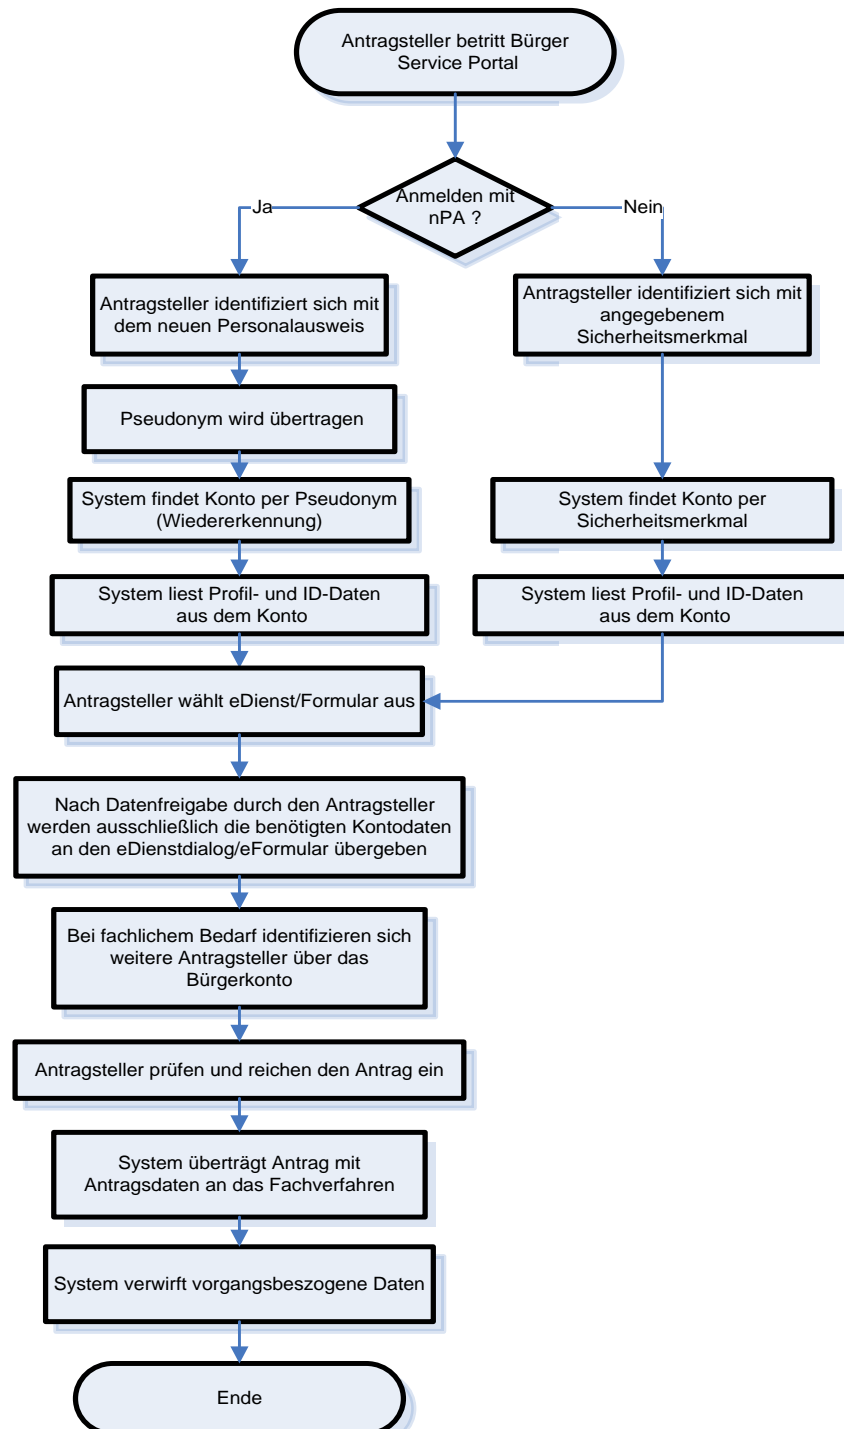 Antragsteller betritt Bürger
Service Portal
Anmelden mit
nPA ?
Ja
Nein
Antragsteller identifiziert sich mit
dem neuen Personalausweis
Antragsteller identifiziert sich mit
angegebenem
Sicherheitsmerkmal
Pseudonym wird übertragen
System findet Konto per Pseudonym
(Wiedererkennung)
System findet Konto per
Sicherheitsmerkmal
System liest Profil- und ID-Daten
aus dem Konto
System liest Profil- und ID-Daten
aus dem Konto
Antragsteller wählt eDienst/Formular aus
Nach Datenfreigabe durch den Antragsteller
werden ausschließlich die benötigten Kontodaten
an den eDienstdialog/eFormular übergeben
Bei fachlichem Bedarf identifizieren sich
weitere Antragsteller über das
Bürgerkonto
Antragsteller prüfen und reichen den Antrag ein
System überträgt Antrag mit
Antragsdaten an das Fachverfahren
System verwirft vorgangsbeszogene Daten
Ende